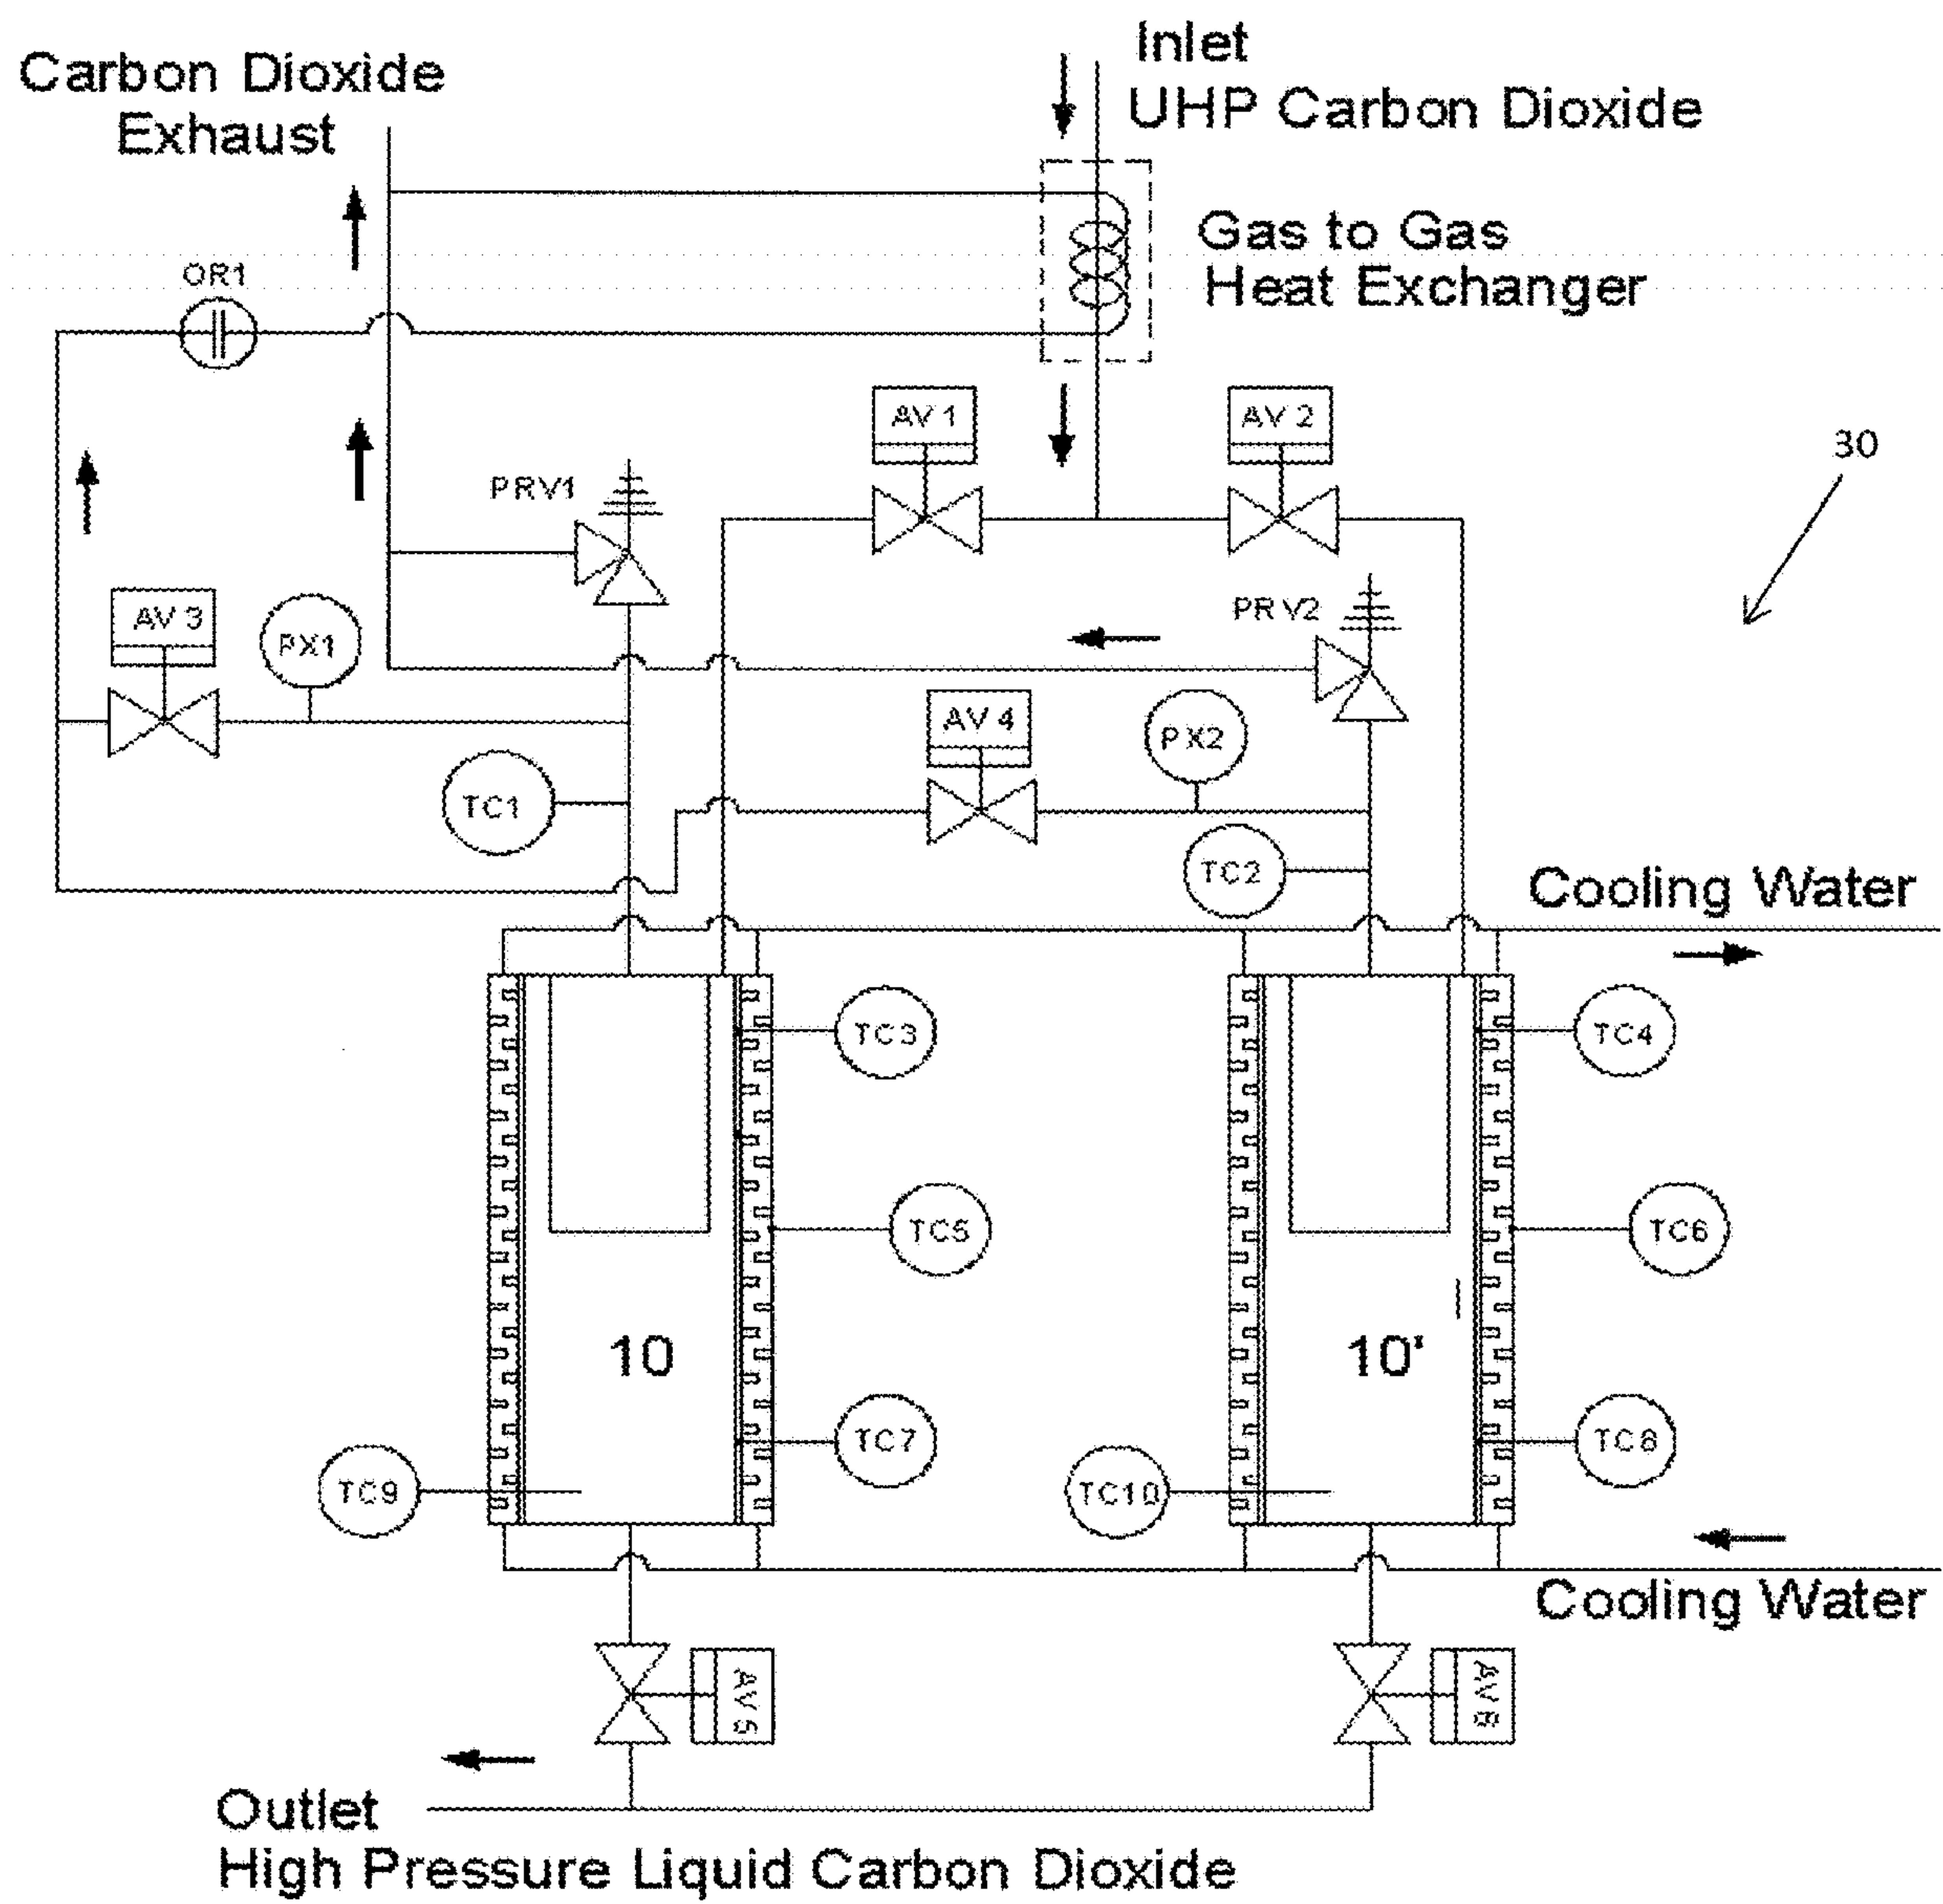 Carbon Dioxide
Exhaust
Inlet
UHP Carbon Dioxide
Gas to Gas
Heat Exchanger
OR1
AV 1
AV 2
30
PRV1
AV 3
PX1
PRV2
AV 4
PX2
TC1
TC2
Cooling Water
TC3
TC4
TC5
TC6
10
10'
TC7
TC8
TC9
TC10
Cooling Water
AV 5
Outlet
High Pressure Liquid Carbon Dioxide